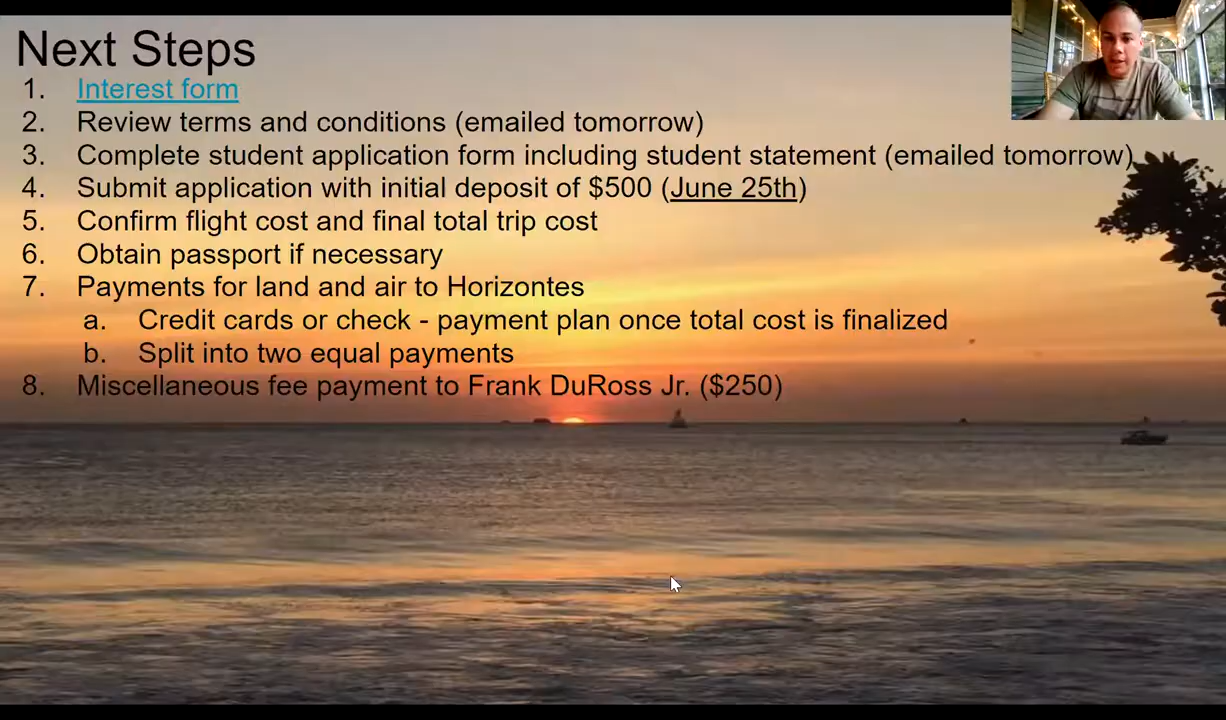 Next Steps
1. Interest form
2. Review terms and conditions (emailed tomorrow)
3. Complete student application form including student statement (emailed tomorrow)
4. Submit application with initial deposit of $500 (June 25th)
5. Confirm flight cost and final total trip cost
6. Obtain passport if necessary
7. Payments for land and air to Horizontes
a. Credit cards or check - payment plan once total cost is finalized
b. Split into two equal payments
8. Miscellaneous fee payment to Frank DuRoss Jr. ($250)